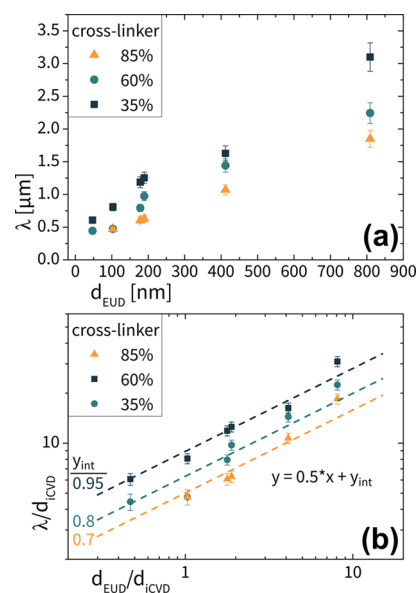 cross-linker
85%
60%
35%
3.5
3.0
2.5
2.0
1.5
1.0
0.5
0.0
λ [μm]
0 100 200 300 400 500 600 700 800 900
d_EUD [nm]
(a)
cross-linker
85%
60%
35%
10
λ/d_iCVD
y_int
0.95
0.8
0.7
y = 0.5*x + y_int
1 10
d_EUD/d_iCVD
(b)